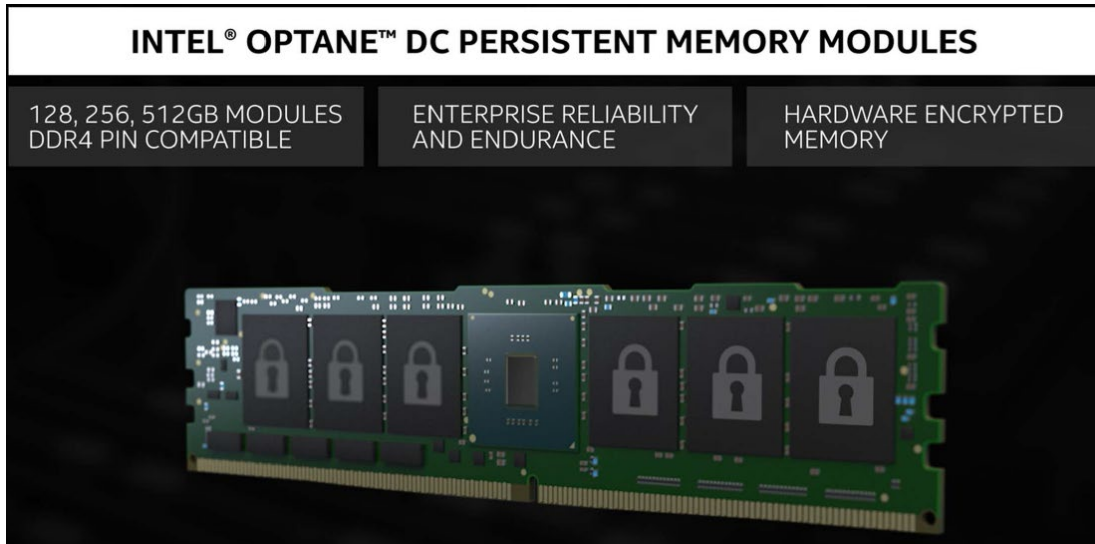 INTEL® OPTANE™ DC PERSISTENT MEMORY MODULES
128, 256, 512GB MODULES
DDR4 PIN COMPATIBLE
ENTERPRISE RELIABILITY
AND ENDURANCE
HARDWARE ENCRYPTED
MEMORY